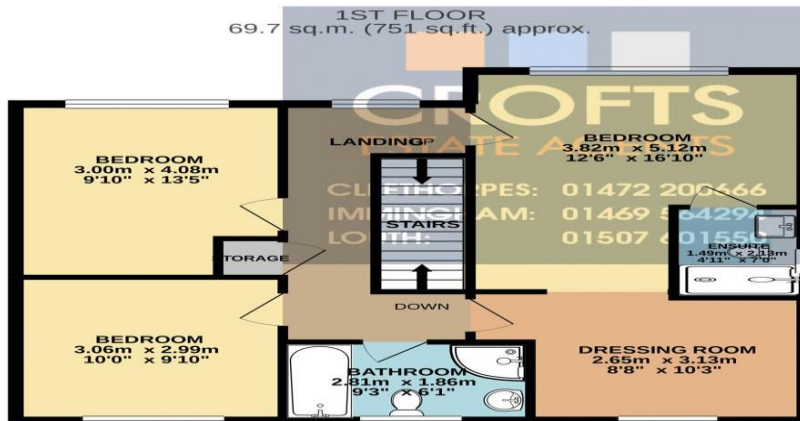 1ST FLOOR
69.7 sq.m. (751 sq.ft.) approx.
CROFTS
ESTATE AGENTS
CLEETHORPES: 01472 200666
IMMINGHAM: 01469 564294
LOUTH: 01507 601550
BEDROOM
3.00m x 4.08m
9'10" x 13'5"
LANDING
UP
BEDROOM
3.82m x 5.12m
12'6" x 16'10"
STAIRS
STORAGE
ENSUITE
1.49m x 2.13m
4'11" x 7'0"
DOWN
BEDROOM
3.06m x 2.99m
10'0" x 9'10"
BATHROOM
2.81m x 1.86m
9'3" x 6'1"
DRESSING ROOM
2.65m x 3.13m
8'8" x 10'3"